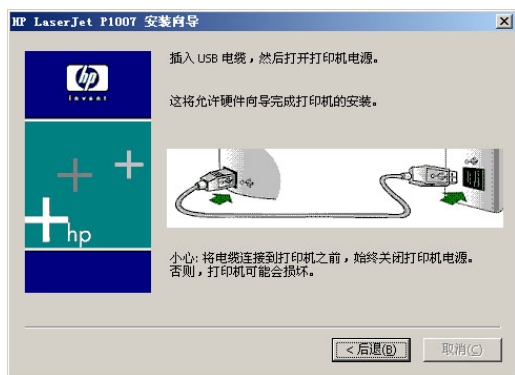 HP LaserJet P1007 安装向导
插入 USB 电缆，然后打开打印机电源。
hp
invent
这将允许硬件向导完成打印机的安装。
hp
小心: 将电缆连接到打印机之前，始终关闭打印机电源。
否则，打印机可能会损坏。
< 后退(B)
取消(C)